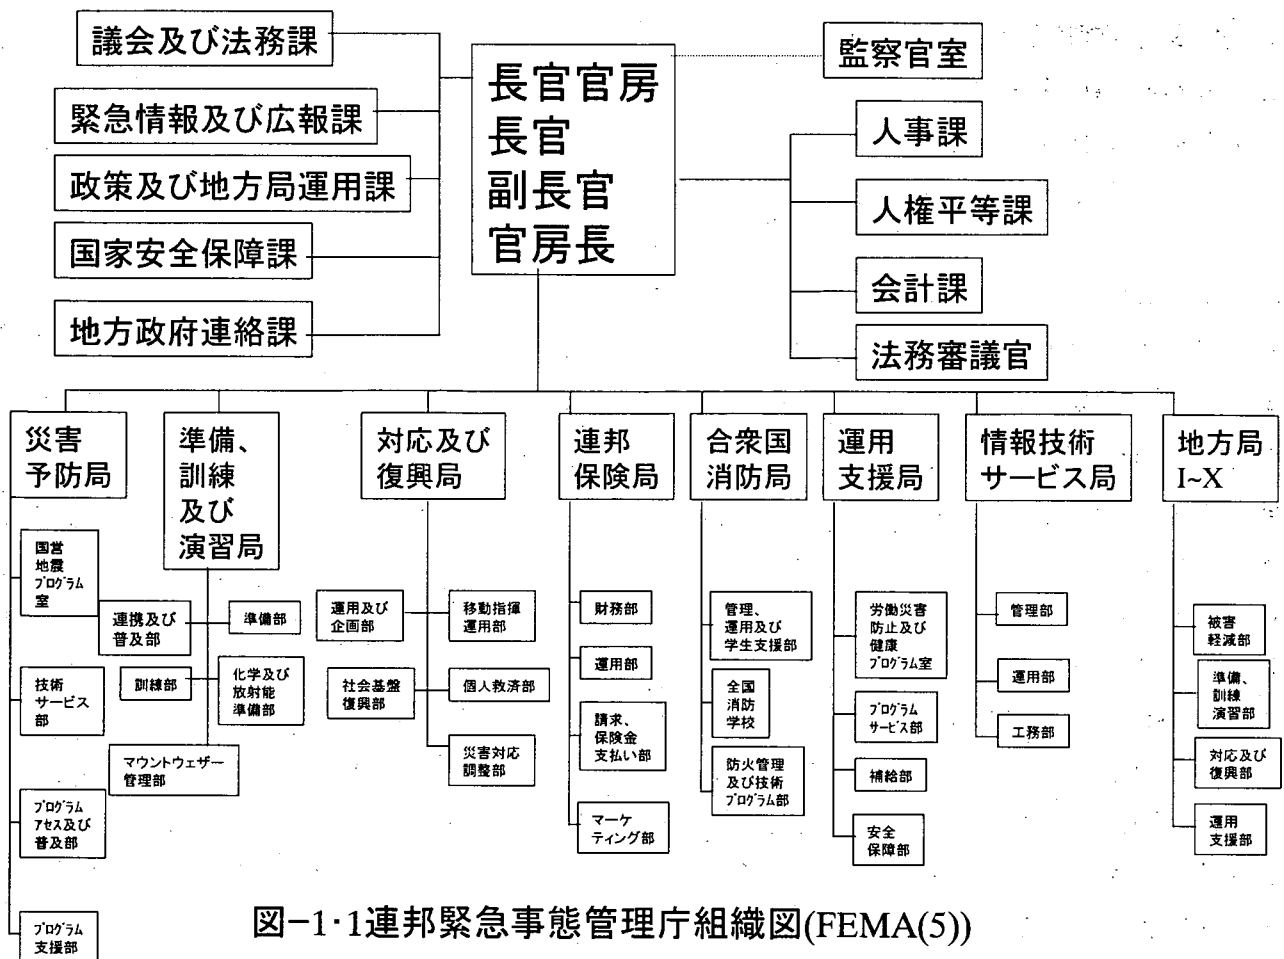 議会及び法務課
緊急情報及び広報課
政策及び地方局運用課
国家安全保障課
地方政府連絡課
長官官房
長官
副長官
官房長
監察官室
人事課
人権平等課
会計課
法務審議官
災害
予防局
準備、
訓練
及び
演習局
対応及び
復興局
連邦
保険局
合衆国
消防局
運用
支援局
情報技術
サービス局
地方局
I~X
国営
地震
プログラム
室
技術
サービス
部
プログラム
アセス及び
普及部
プログラム
支援部
連携及び
普及部
準備部
訓練部
化学及び
放射能
準備部
マウントウェザー
管理部
運用及び
企画部
移動指揮
運用部
社会基盤
復興部
個人救済部
災害対応
調整部
財務部
運用部
請求、
保険金
支払い部
マーケ
ティング部
管理、
運用及び
学生支援部
全国
消防
学校
防火管理
及び技術
プログラム部
労働災害
防止及び
健康
プログラム室
プログラム
サービス部
補給部
安全
保障部
管理部
運用部
工務部
被害
軽減部
準備、
訓練
演習部
対応及び
復興部
運用
支援部
図-1・1連邦緊急事態管理庁組織図(FEMA(5))